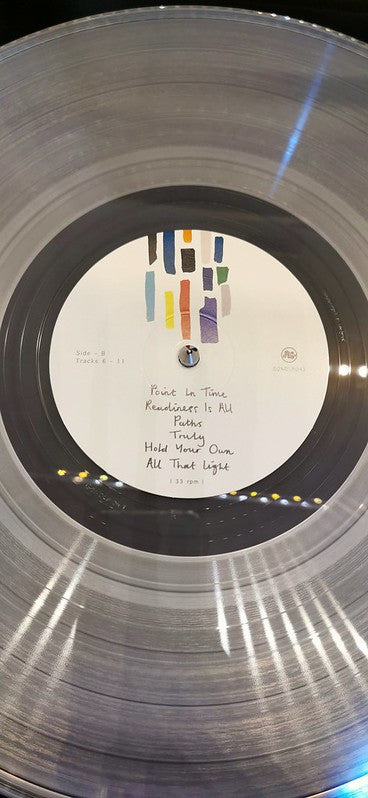 Side - B
Tracks 6 - 11
Point In Time
Readiness Is All
Paths
Truly
Hold Your Own
All That Light
| 33 rpm |